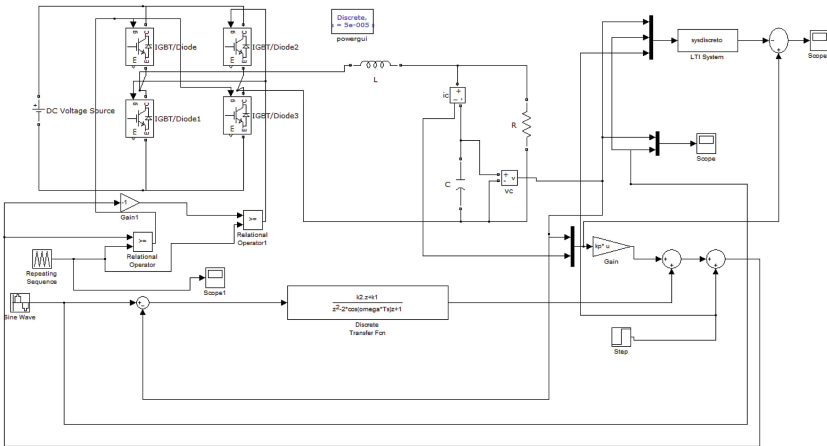 Discrete,
s = 5e-005
powergui
g C
E
IGBT/Diode
g C
E
IGBT/Diode2
g C
E
IGBT/Diode1
g C
E
IGBT/Diode3
DC Voltage Source
L
ic
R
C
v
vc
sysdiscreto
LTI System
Scope
Scope
-1
Gain1
>=
Relational
Operator
>=
Relational
Operator1
Repeating
Sequence
Scope1
Sine Wave
k2.z+k1
z²-2*cos(omega*Ts)z+1
Discrete
Transfer Fcn
kp* u
Gain
Step